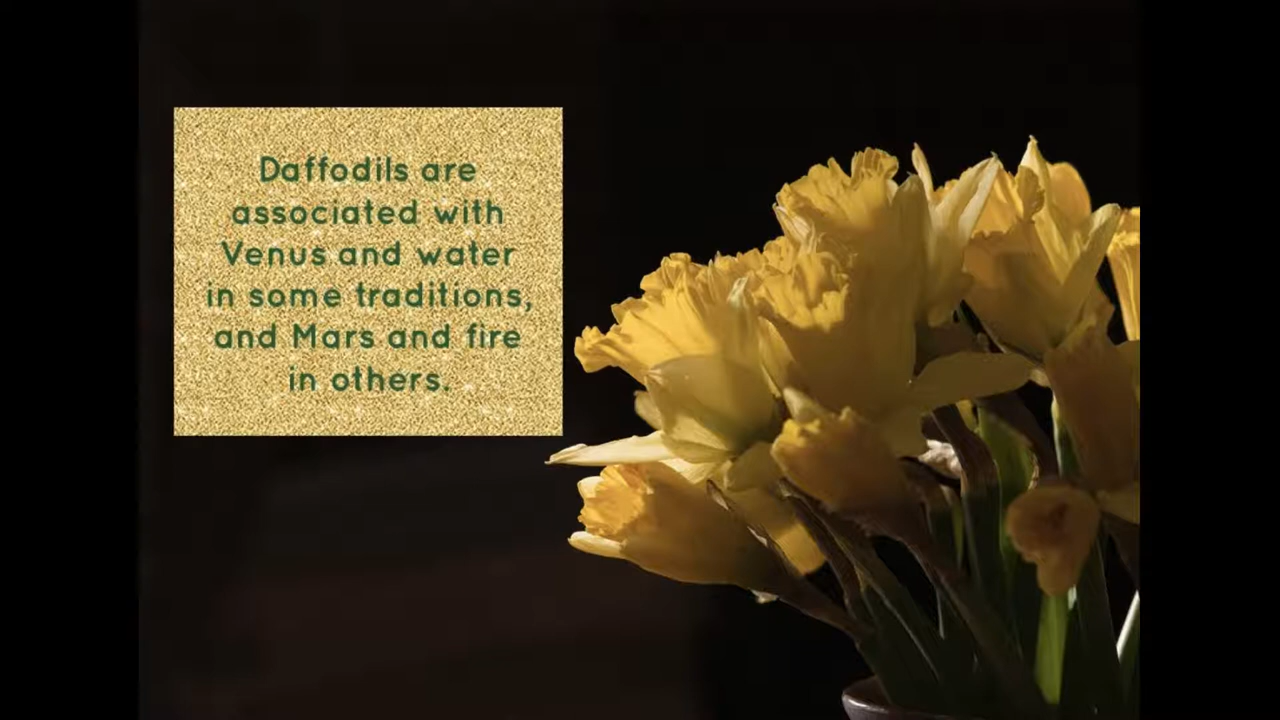 Daffodils are
associated with
Venus and water
in some traditions,
and Mars and fire
in others.